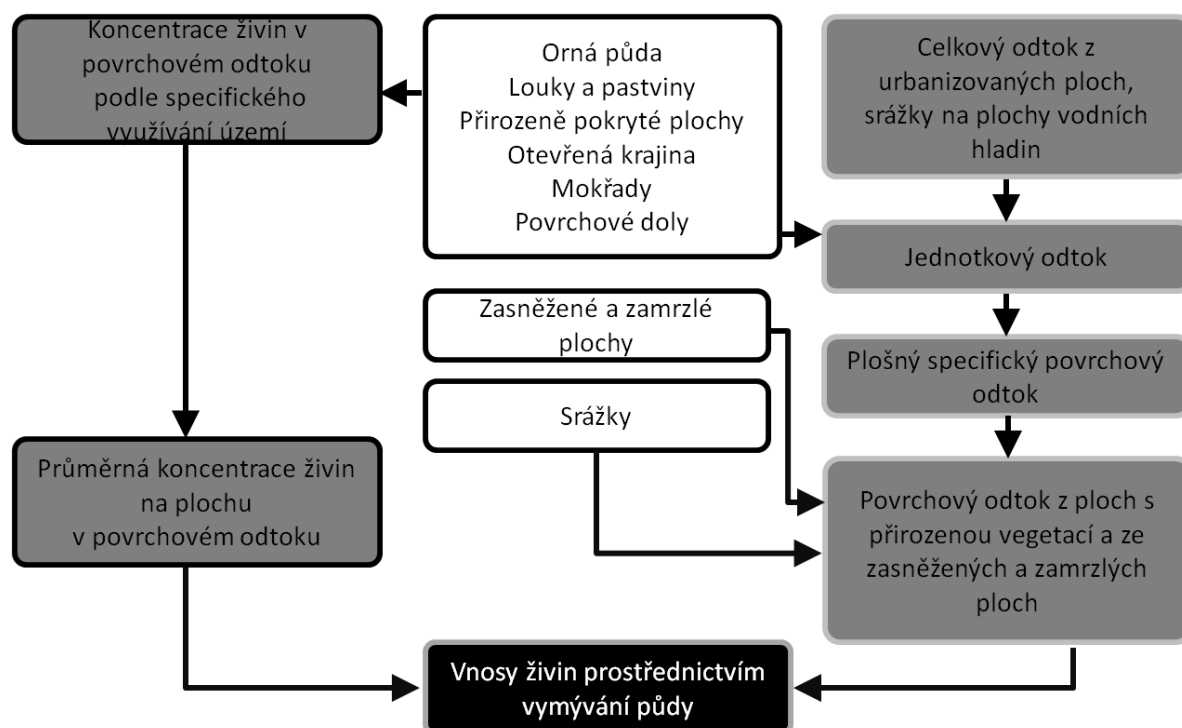 Koncentrace živin v
povrchovém odtoku
podle specifického
využívání území
Orná půda
Louky a pastviny
Přirozeně pokryté plochy
Otevřená krajina
Mokřady
Povrchové doly
Celkový odtok z
urbanizovaných ploch,
srážky na plochy vodních
hladin
Jednotkový odtok
Zasněžené a zamrzlé
plochy
Plošný specifický povrchový
odtok
Srážky
Průměrná koncentrace živin
na plochu
v povrchovém odtoku
Povrchový odtok z ploch s
přirozenou vegetací a ze
zasněžených a zamrzlých
ploch
Vnosy živin prostřednictvím
vymývání půdy